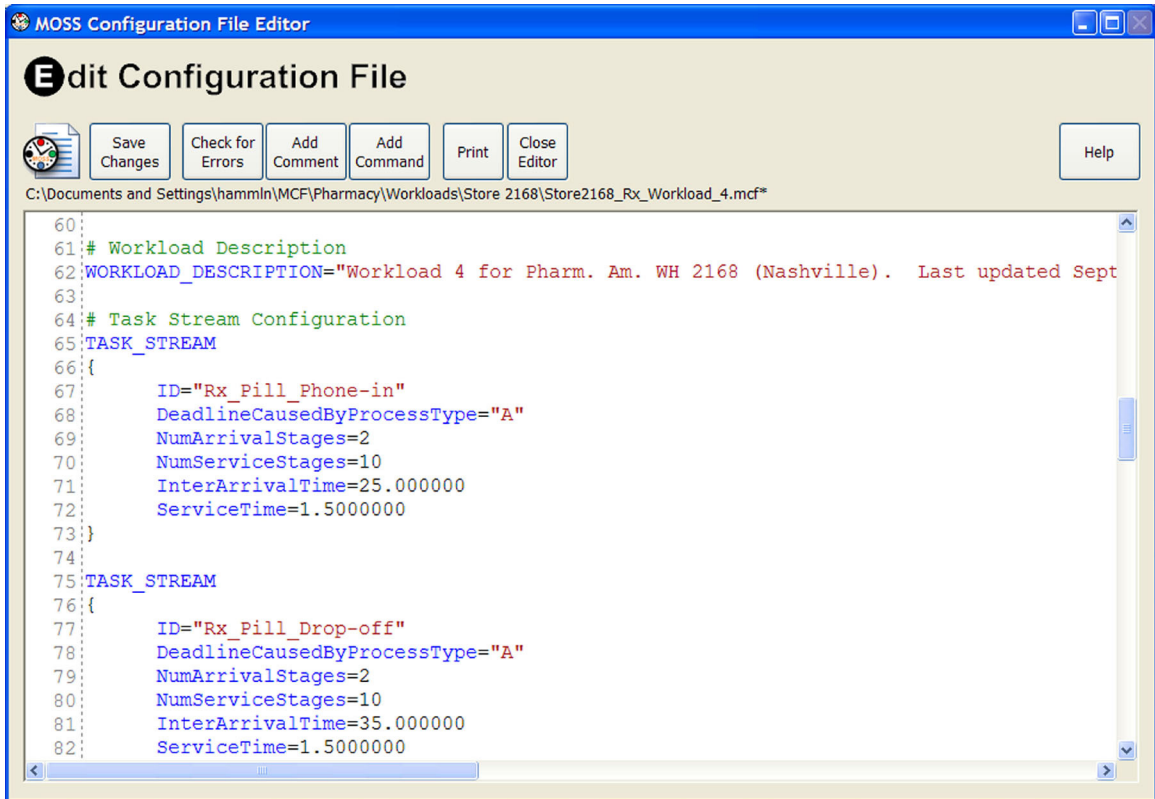 MOSS Configuration File Editor
Edit Configuration File
Save Changes
Check for Errors
Add Comment
Add Command
Print
Close Editor
Help
C:\Documents and Settings\hammln\MCF\Pharmacy\Workloads\Store 2168\Store2168_Rx_Workload_4.mcf*
60
61 # Workload Description
62 WORKLOAD_DESCRIPTION="Workload 4 for Pharm. Am. WH 2168 (Nashville).  Last updated Sept
63
64 # Task Stream Configuration
65 TASK_STREAM
66 {
67 ID="Rx_Pill_Phone-in"
68 DeadlineCausedByProcessType="A"
69 NumArrivalStages=2
70 NumServiceStages=10
71 InterArrivalTime=25.000000
72 ServiceTime=1.5000000
73 }
74
75 TASK_STREAM
76 {
77 ID="Rx_Pill_Drop-off"
78 DeadlineCausedByProcessType="A"
79 NumArrivalStages=2
80 NumServiceStages=10
81 InterArrivalTime=35.000000
82 ServiceTime=1.5000000